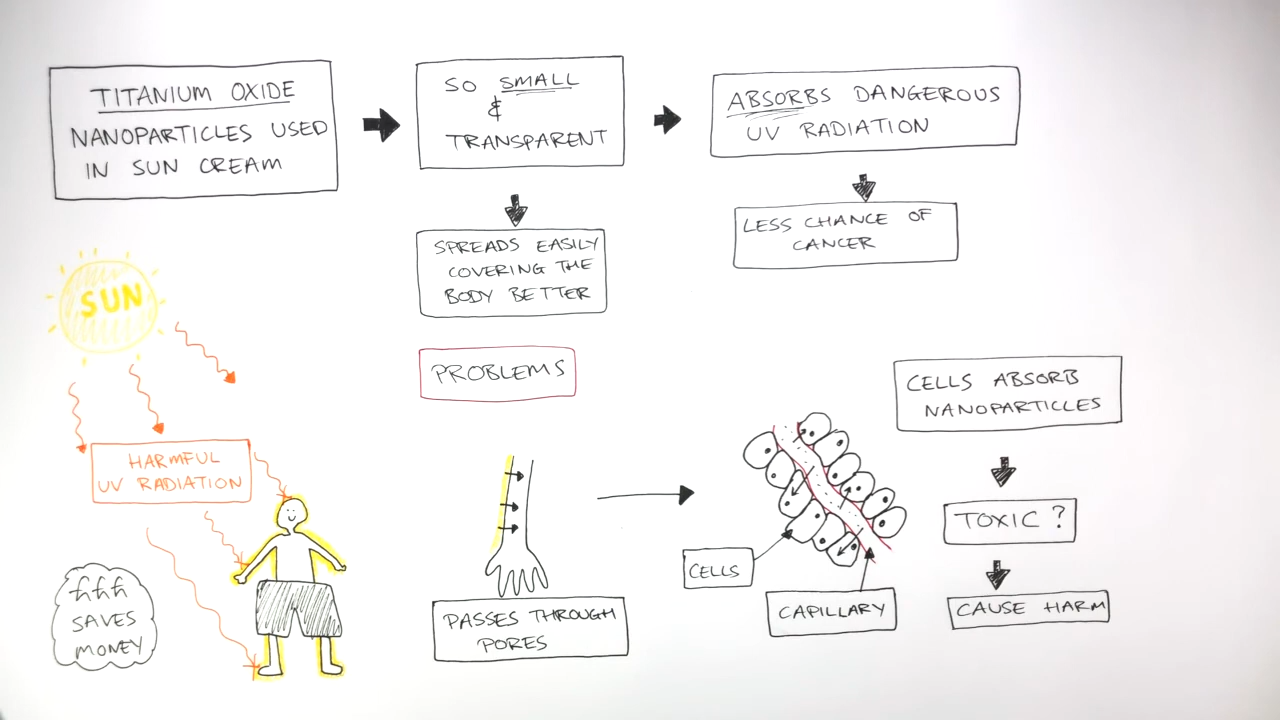 TITANIUM OXIDE
NANOPARTICLES USED
IN SUN CREAM
SO SMALL
&
TRANSPARENT
ABSORBS DANGEROUS
UV RADIATION
SPREADS EASILY
COVERING THE
BODY BETTER
LESS CHANCE OF
CANCER
SUN
HARMFUL
UV RADIATION
£££
SAVES
MONEY
PROBLEMS
PASSES THROUGH
PORES
CELLS
CAPILLARY
CELLS ABSORB
NANOPARTICLES
TOXIC ?
CAUSE HARM